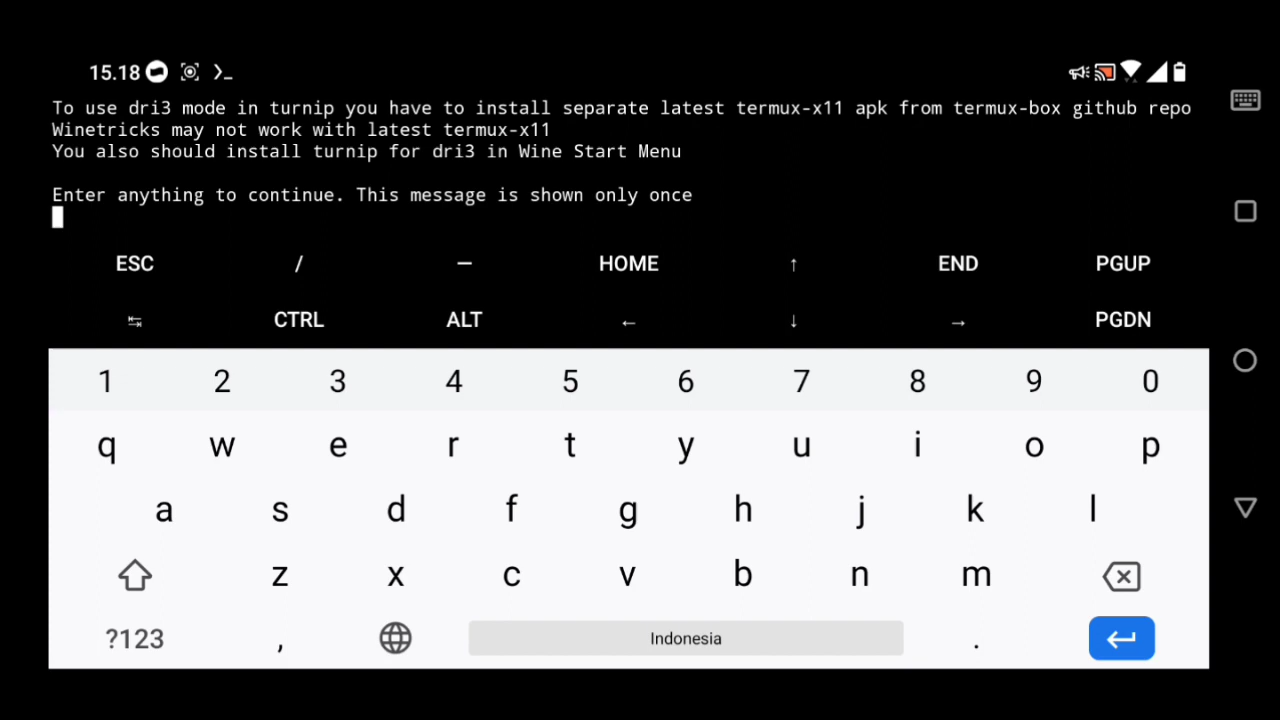 15.18
To use dri3 mode in turnip you have to install separate latest termux-x11 apk from termux-box github repo
Winetricks may not work with latest termux-x11
You also should install turnip for dri3 in Wine Start Menu
Enter anything to continue. This message is shown only once
ESC / — HOME ↑ END PGUP
↹ CTRL ALT ← ↓ → PGDN
1 2 3 4 5 6 7 8 9 0
q w e r t y u i o p
a s d f g h j k l
z x c v b n m
?123 , Indonesia .